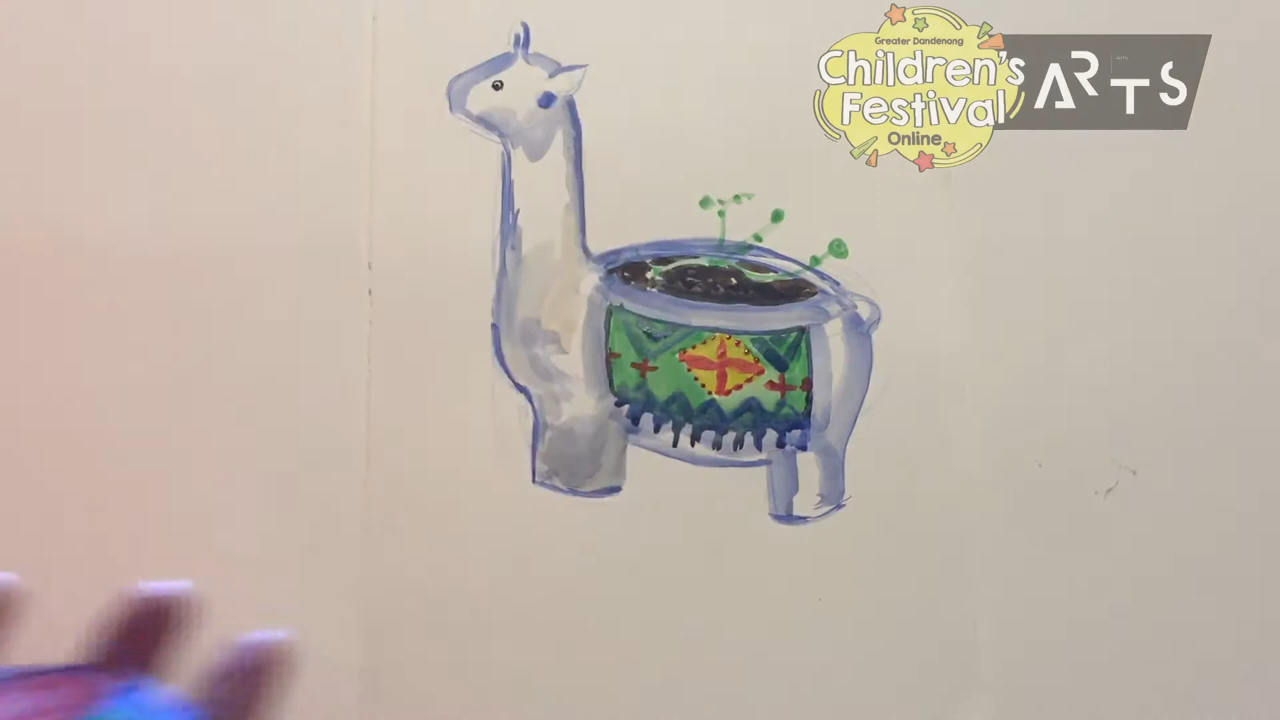 Greater Dandenong
Children's
Festival
Online
ARTS